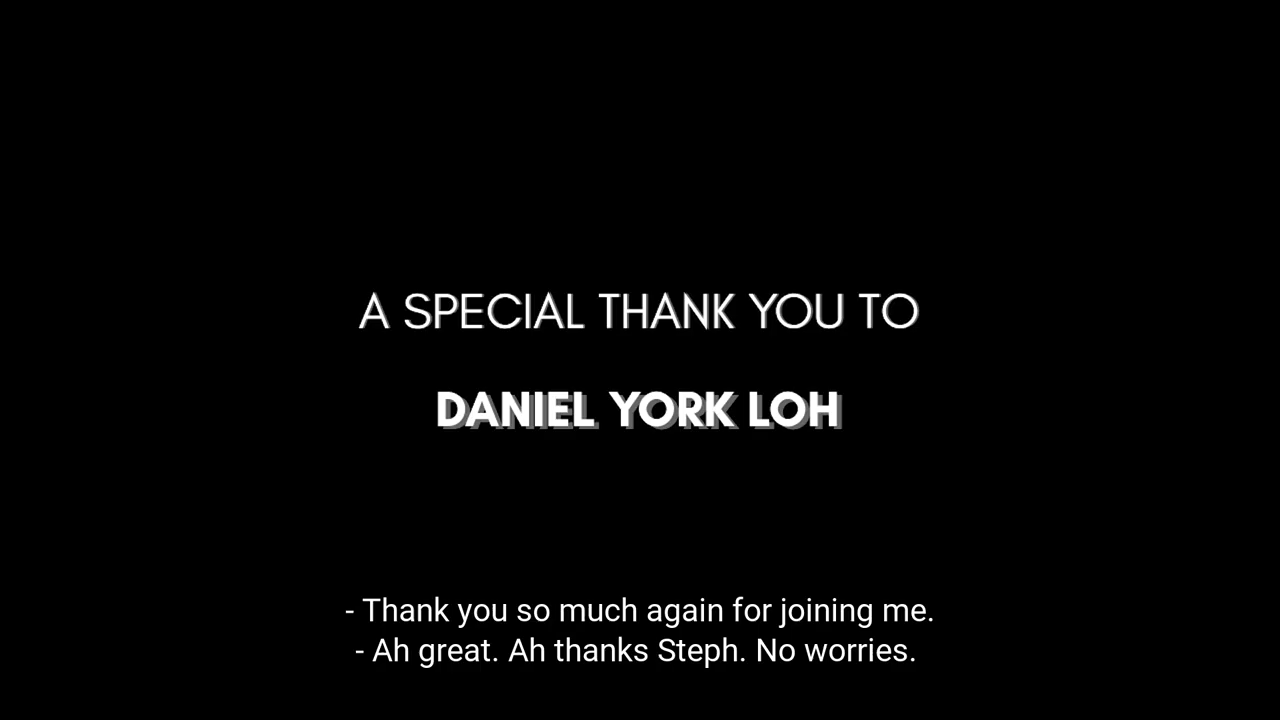 A SPECIAL THANK YOU TO
DANIEL YORK LOH
- Thank you so much again for joining me.
- Ah great. Ah thanks Steph. No worries.